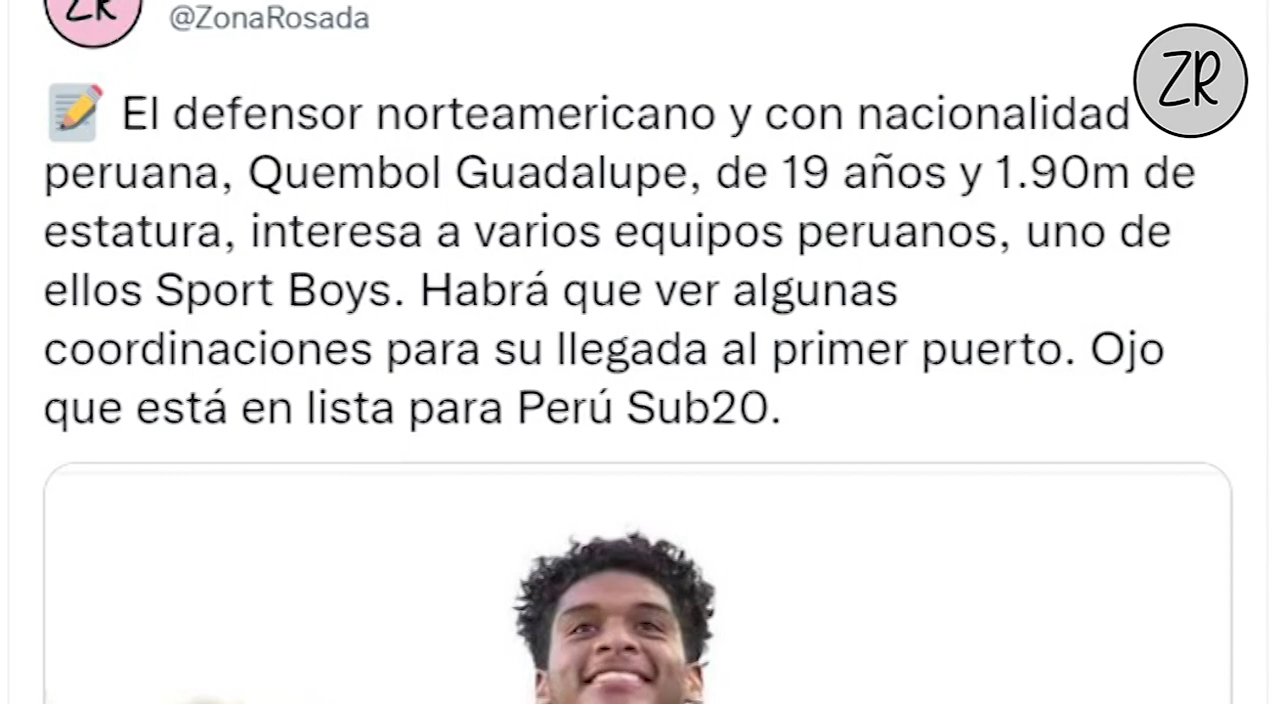 ZR
@ZonaRosada
ZR
El defensor norteamericano y con nacionalidad
peruana, Quembol Guadalupe, de 19 años y 1.90m de
estatura, interesa a varios equipos peruanos, uno de
ellos Sport Boys. Habrá que ver algunas
coordinaciones para su llegada al primer puerto. Ojo
que está en lista para Perú Sub20.